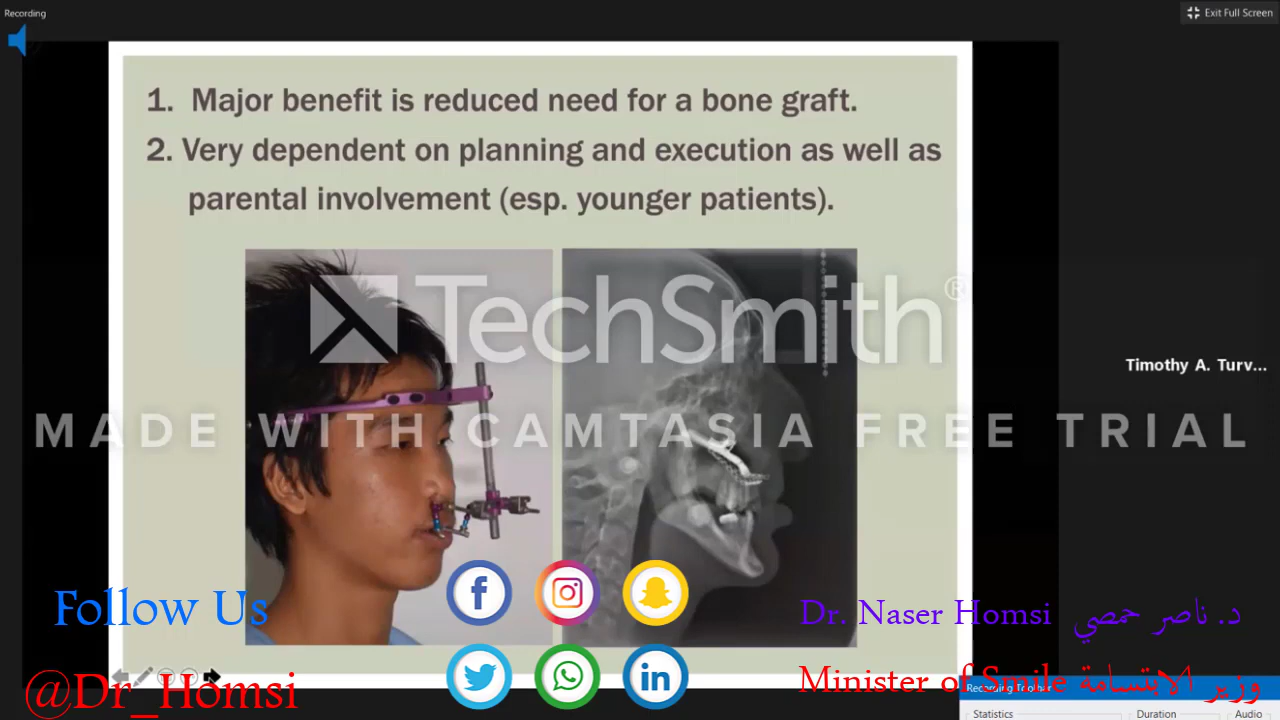 Recording
Exit Full Screen
1. Major benefit is reduced need for a bone graft.
2. Very dependent on planning and execution as well as
parental involvement (esp. younger patients).
TechSmith®
Timothy A. Turv...
MADE WITH CAMTASIA FREE TRIAL
Follow Us
Dr. Naser Homsi د. ناصر حمصي
@Dr_Homsi
Minister of Smile وزير الابتسامة
Recording Toolbar
Statistics
Duration
Audio